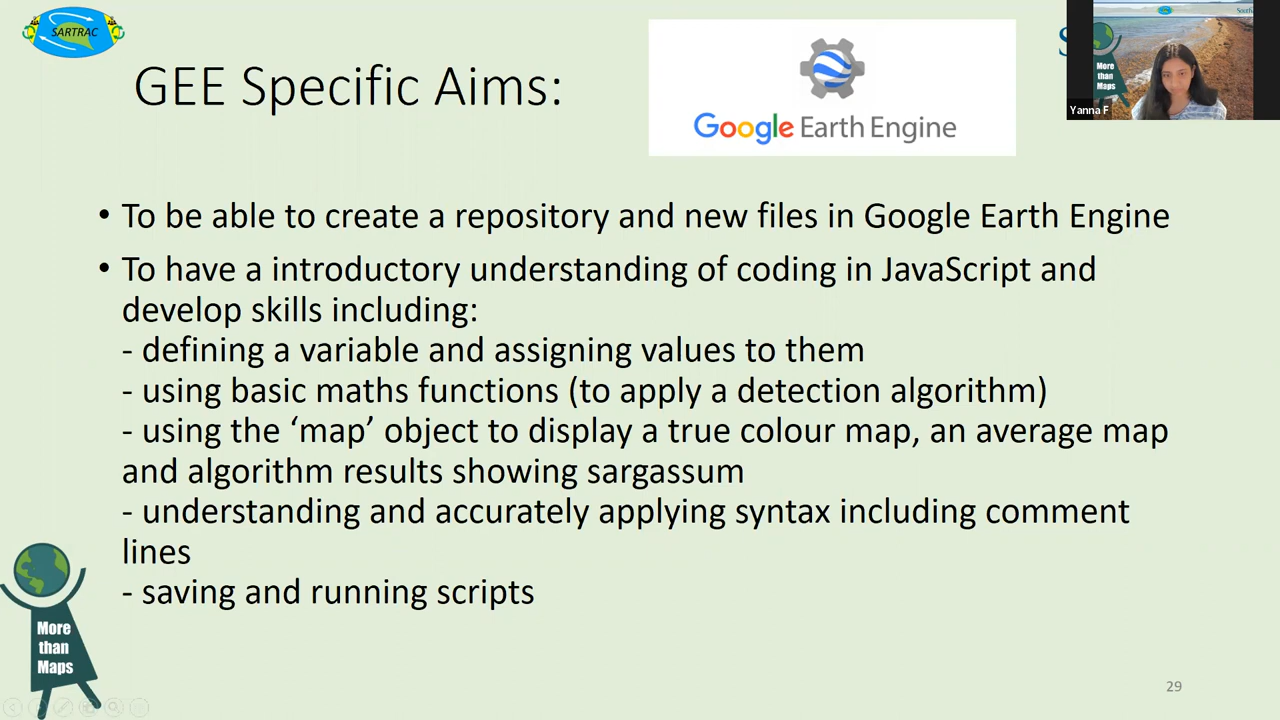 SARTRAC
GEE Specific Aims:
Google Earth Engine
More
than
Maps
Yanna F
• To be able to create a repository and new files in Google Earth Engine
• To have a introductory understanding of coding in JavaScript and
develop skills including:
- defining a variable and assigning values to them
- using basic maths functions (to apply a detection algorithm)
- using the ‘map’ object to display a true colour map, an average map
and algorithm results showing sargassum
- understanding and accurately applying syntax including comment
lines
- saving and running scripts
More
than
Maps
29